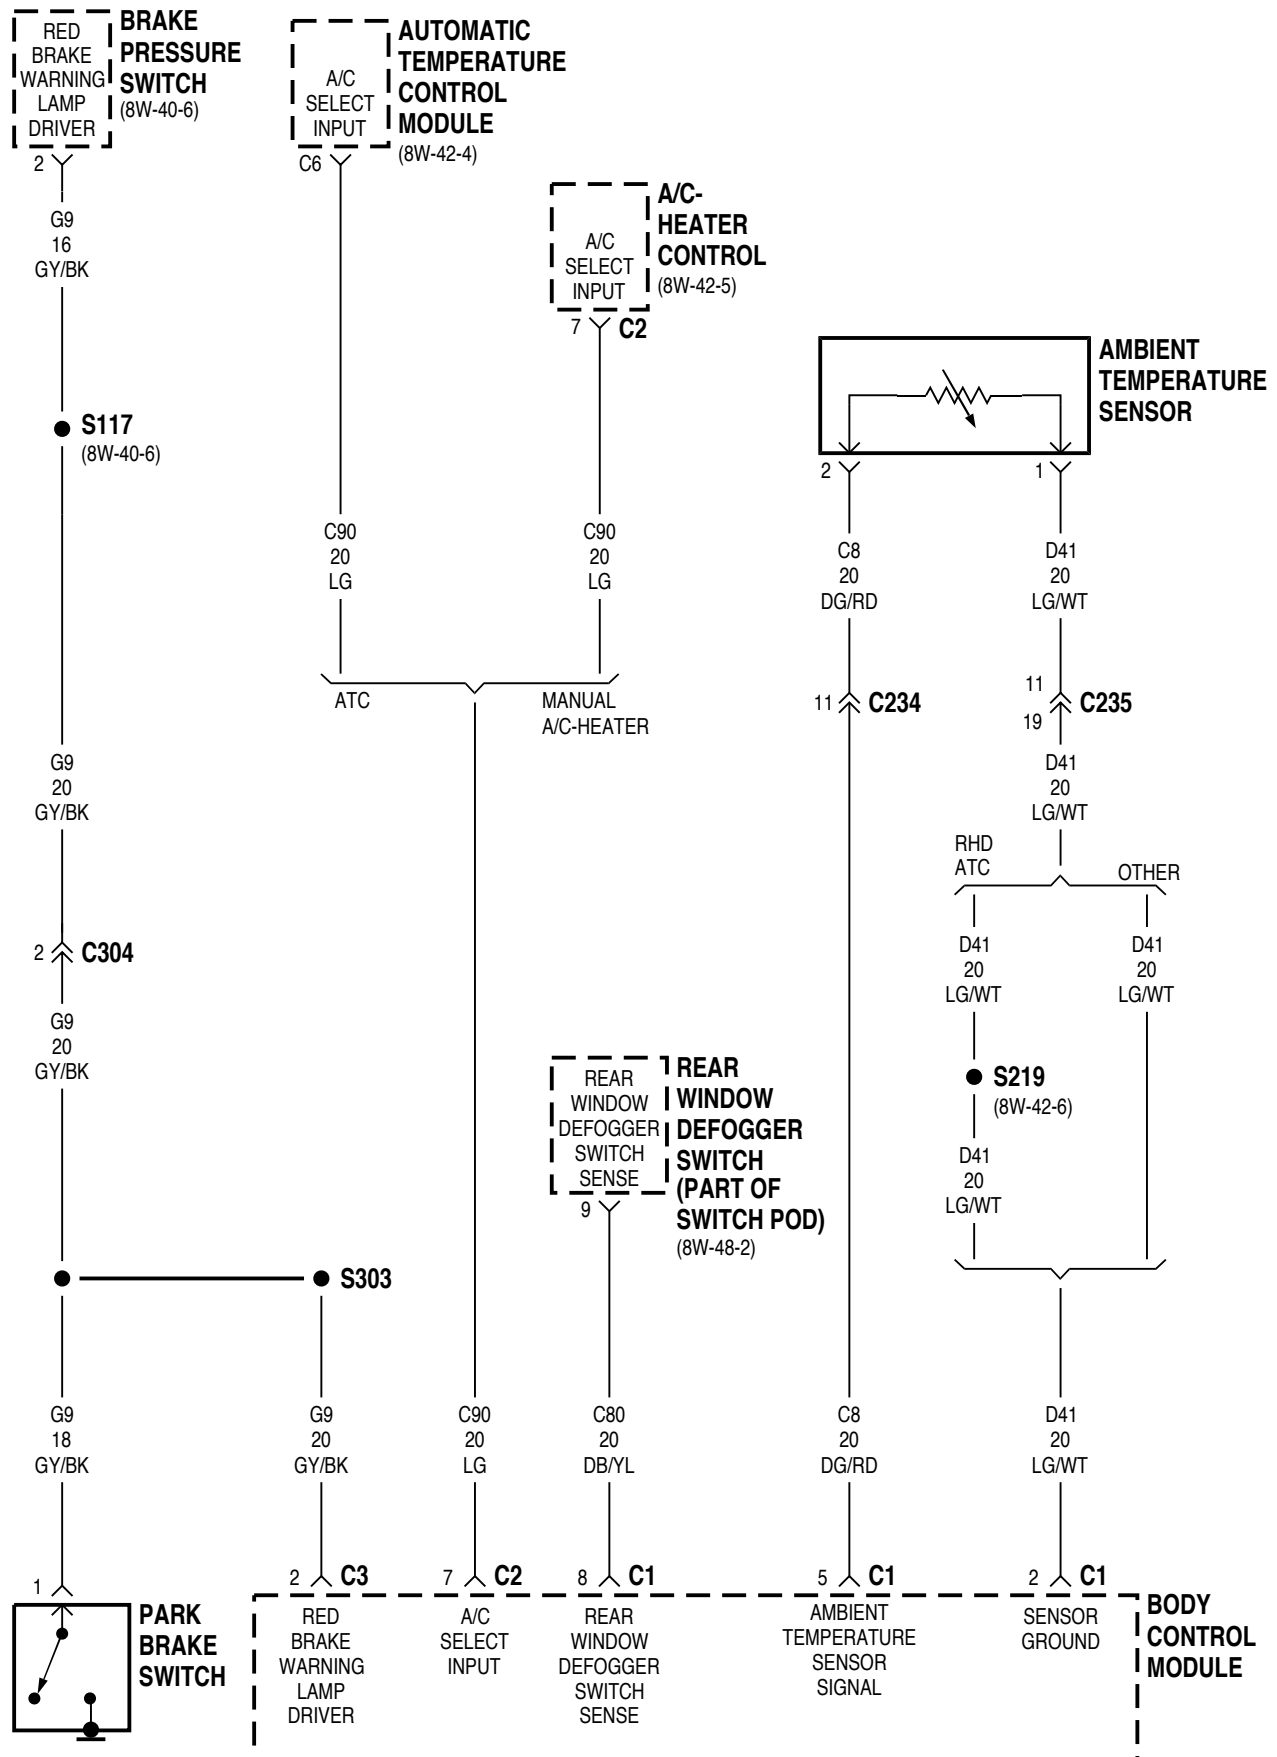 RED
BRAKE
WARNING
LAMP
DRIVER
BRAKE
PRESSURE
SWITCH
(8W-40-6)
2
G9
16
GY/BK
S117
(8W-40-6)
G9
20
GY/BK
2
C304
G9
20
GY/BK
S303
G9
18
GY/BK
1
PARK
BRAKE
SWITCH
G9
20
GY/BK
2
C3
RED
BRAKE
WARNING
LAMP
DRIVER
A/C
SELECT
INPUT
AUTOMATIC
TEMPERATURE
CONTROL
MODULE
(8W-42-4)
C6
C90
20
LG
ATC
A/C
SELECT
INPUT
A/C-
HEATER
CONTROL
(8W-42-5)
7
C2
C90
20
LG
MANUAL
A/C-HEATER
C90
20
LG
7
C2
A/C
SELECT
INPUT
REAR
WINDOW
DEFOGGER
SWITCH
SENSE
REAR
WINDOW
DEFOGGER
SWITCH
(PART OF
SWITCH POD)
(8W-48-2)
9
C80
20
DB/YL
8
C1
REAR
WINDOW
DEFOGGER
SWITCH
SENSE
AMBIENT
TEMPERATURE
SENSOR
2
C8
20
DG/RD
11
C234
C8
20
DG/RD
5
C1
AMBIENT
TEMPERATURE
SENSOR
SIGNAL
1
D41
20
LG/WT
11
C235
19
D41
20
LG/WT
RHD
ATC
OTHER
D41
20
LG/WT
D41
20
LG/WT
S219
(8W-42-6)
D41
20
LG/WT
D41
20
LG/WT
2
C1
SENSOR
GROUND
BODY
CONTROL
MODULE